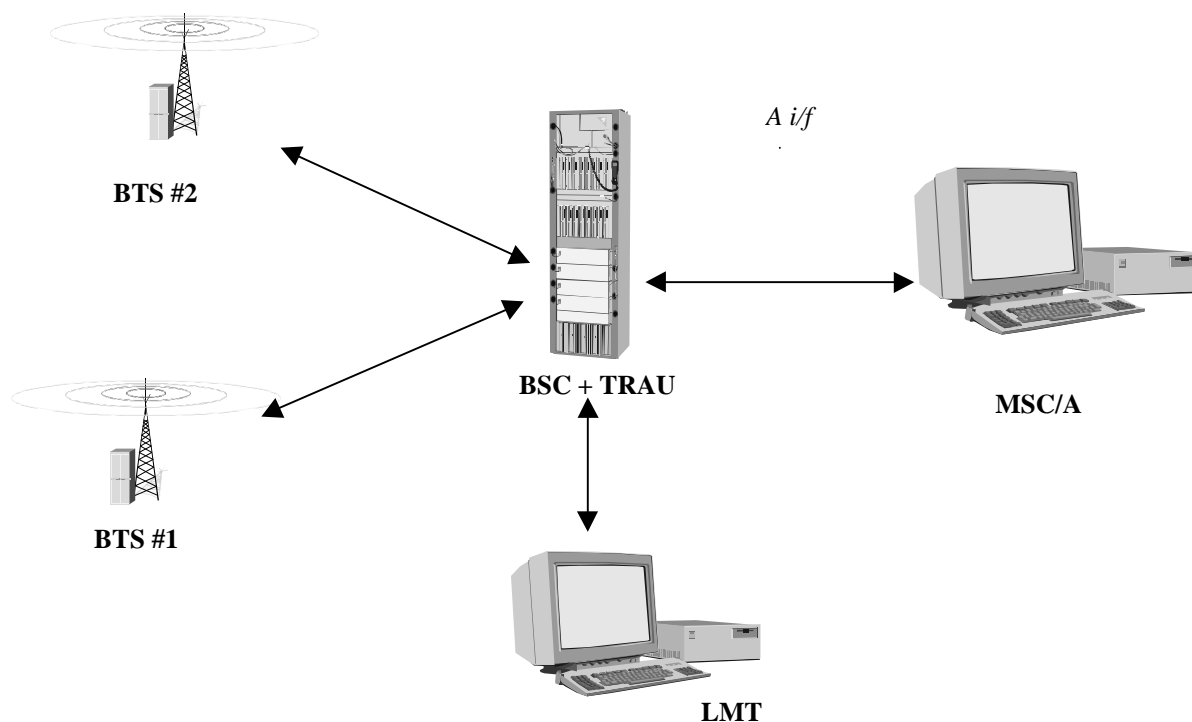 A i/f
BTS #2
BSC + TRAU
MSC/A
BTS #1
LMT